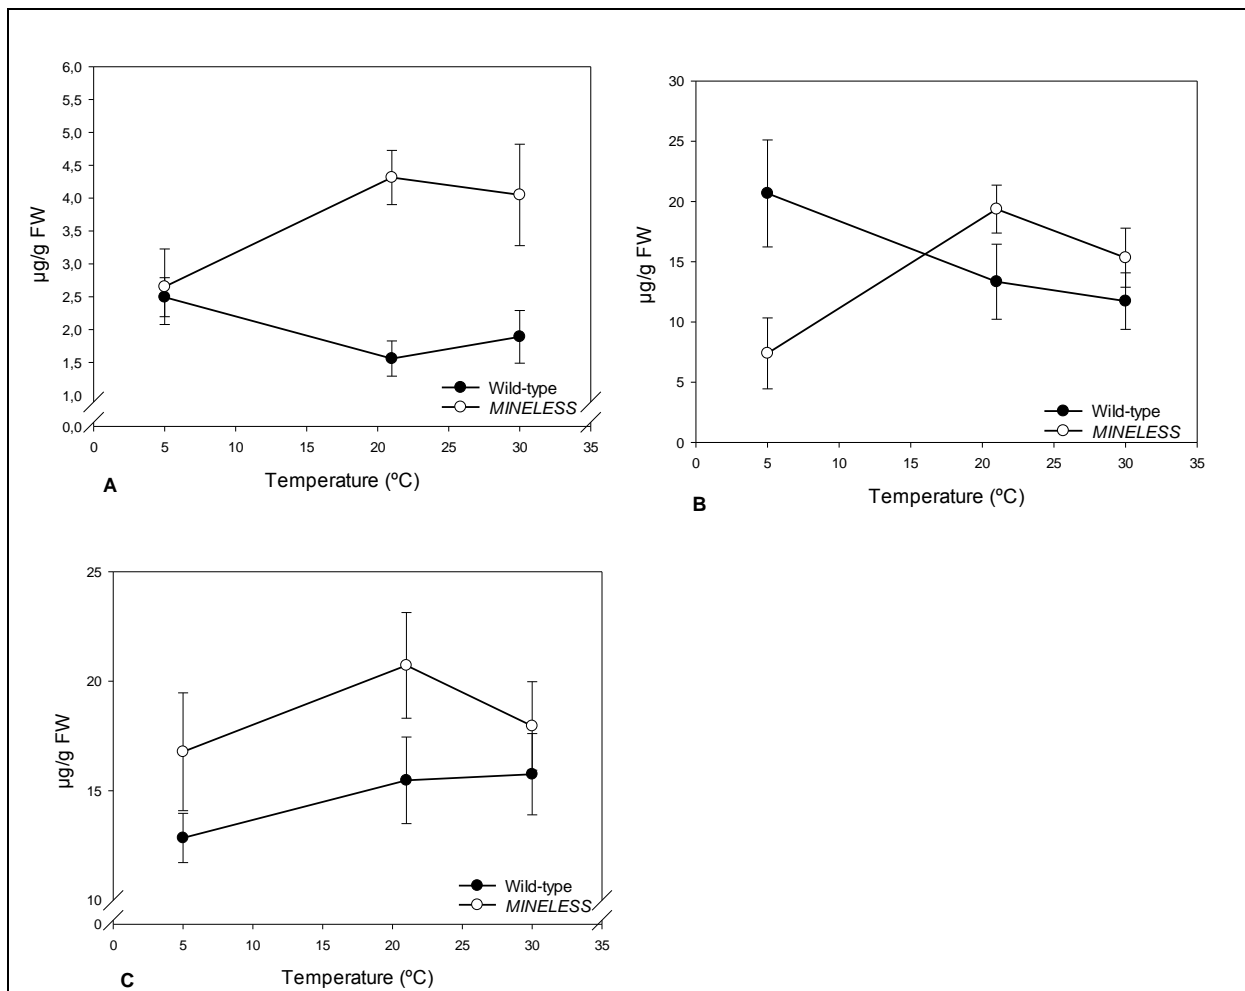 6,0
5,5
5,0
4,5
4,0
3,5
3,0
2,5
2,0
1,5
1,0
0,0
µg/g FW
Wild-type
MINELESS
0 5 10 15 20 25 30 35
Temperature (ºC)
A
30
25
20
15
10
5
0
µg/g FW
Wild-type
MINELESS
0 5 10 15 20 25 30 35
Temperature (ºC)
B
25
20
15
10
0
µg/g FW
Wild-type
MINELESS
0 5 10 15 20 25 30 35
Temperature (ºC)
C